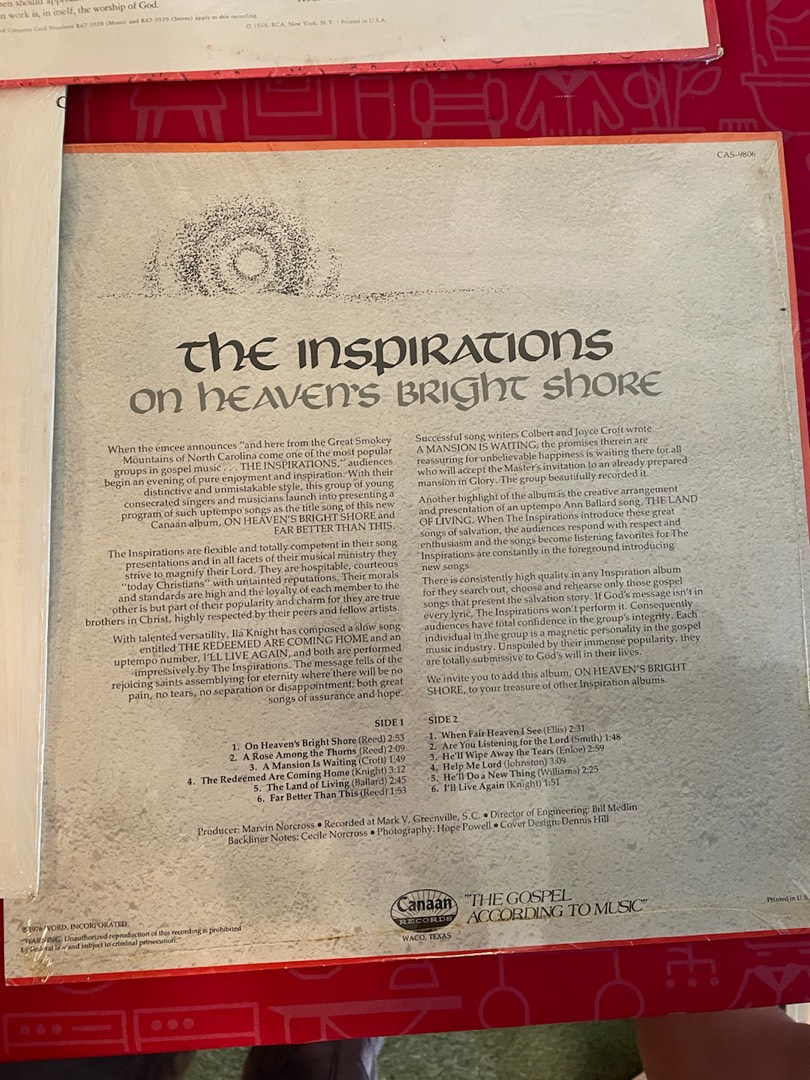 n work is, in itself, the worship of God.
© 1968, RCA, New York, N. Y. • Printed in U.S.A.
CAS-9806
THE INSPIRATIONS
ON HEAVEN'S BRIGHT SHORE
When the emcee announces "and here from the Great Smokey
Mountains of North Carolina come one of the most popular
groups in gospel music . . . THE INSPIRATIONS," audiences
begin an evening of pure enjoyment and inspiration. With their
distinctive and unmistakable style, this group of young
consecrated singers and musicians launch into presenting a
program of such uptempo songs as the title song of this new
Canaan album, ON HEAVEN'S BRIGHT SHORE and
FAR BETTER THAN THIS.
The Inspirations are flexible and totally competent in their song
presentations and in all facets of their musical ministry they
strive to magnify their Lord. They are hospitable, courteous
"today Christians" with untainted reputations. Their morals
and standards are high and the loyalty of each member to the
other is but part of their popularity and charm for they are true
brothers in Christ, highly respected by their peers and fellow artists.
With talented versatility, Ila Knight has composed a slow song
entitled THE REDEEMED ARE COMING HOME and an
uptempo number, I'LL LIVE AGAIN, and both are performed
impressively by The Inspirations. The message tells of the
rejoicing saints assembling for eternity where there will be no
pain, no tears, no separation or disappointment, both great
songs of assurance and hope.
Successful song writers Colbert and Joyce Croft wrote
A MANSION IS WAITING; the promises therein are
reassuring for unbelievable happiness is waiting there for all
who will accept the Master's invitation to an already prepared
mansion in Glory. The group beautifully recorded it.
Another highlight of the album is the creative arrangement
and presentation of an uptempo Ann Ballard song, THE LAND
OF LIVING. When The Inspirations introduce these great
songs of salvation, the audiences respond with respect and
enthusiasm and the songs become listening favorites for The
Inspirations are constantly in the foreground introducing
new songs.
There is consistently high quality in any Inspiration album
for they search out, choose and rehearse only those gospel
songs that present the salvation story. If God's message isn't in
every lyric, The Inspirations won't perform it. Consequently
audiences have total confidence in the group's integrity. Each
individual in the group is a magnetic personality in the gospel
music industry. Unspoiled by their immense popularity, they
are totally submissive to God's will in their lives.
We invite you to add this album, ON HEAVEN'S BRIGHT
SHORE, to your treasure of other Inspiration albums.
SIDE 1
1. On Heaven's Bright Shore (Reed) 2:53
2. A Rose Among the Thorns (Reed) 2:09
3. A Mansion Is Waiting (Croft) 1:49
4. The Redeemed Are Coming Home (Knight) 3:12
5. The Land of Living (Ballard) 2:45
6. Far Better Than This (Reed) 1:53
SIDE 2
1. When Fair Heaven I See (Ellis) 2:31
2. Are You Listening for the Lord (Smith) 1:48
3. He'll Wipe Away the Tears (Enloe) 2:59
4. Help Me Lord (Johnston) 3:09
5. He'll Do a New Thing (Williams) 2:25
6. I'll Live Again (Knight) 1:51
Producer: Marvin Norcross • Recorded at Mark V, Greenville, S.C. • Director of Engineering: Bill Medlin
Backliner Notes: Cecile Norcross • Photography: Hope Powell • Cover Design: Dennis Hill
Canaan
RECORDS
WACO, TEXAS
"THE GOSPEL
ACCORDING TO MUSIC"
Printed in U.S.
©1976 WORD, INCORPORATED.
"WARNING: Unauthorized reproduction of this recording is prohibited
by Federal law and subject to criminal prosecution."